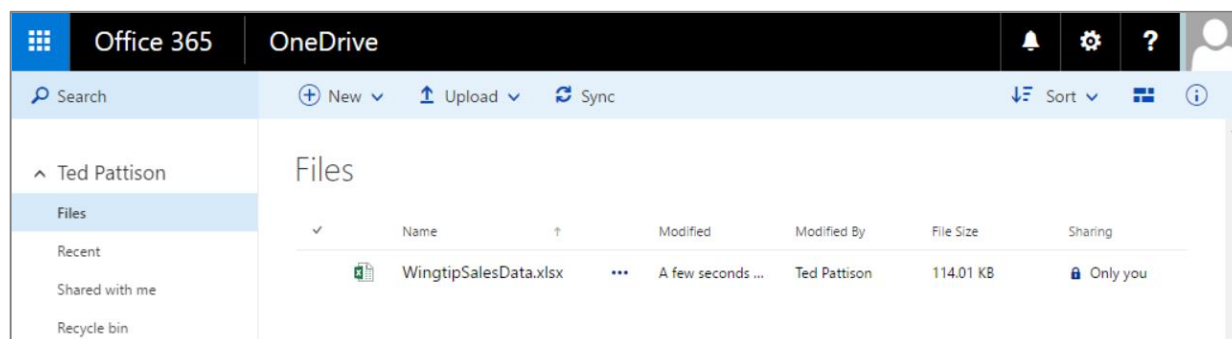 Office 365 OneDrive ?
Search New Upload Sync Sort
Ted Pattison
Files
Recent
Shared with me
Recycle bin
Files
Name Modified Modified By File Size Sharing
WingtipSalesData.xlsx ... A few seconds ... Ted Pattison 114.01 KB Only you